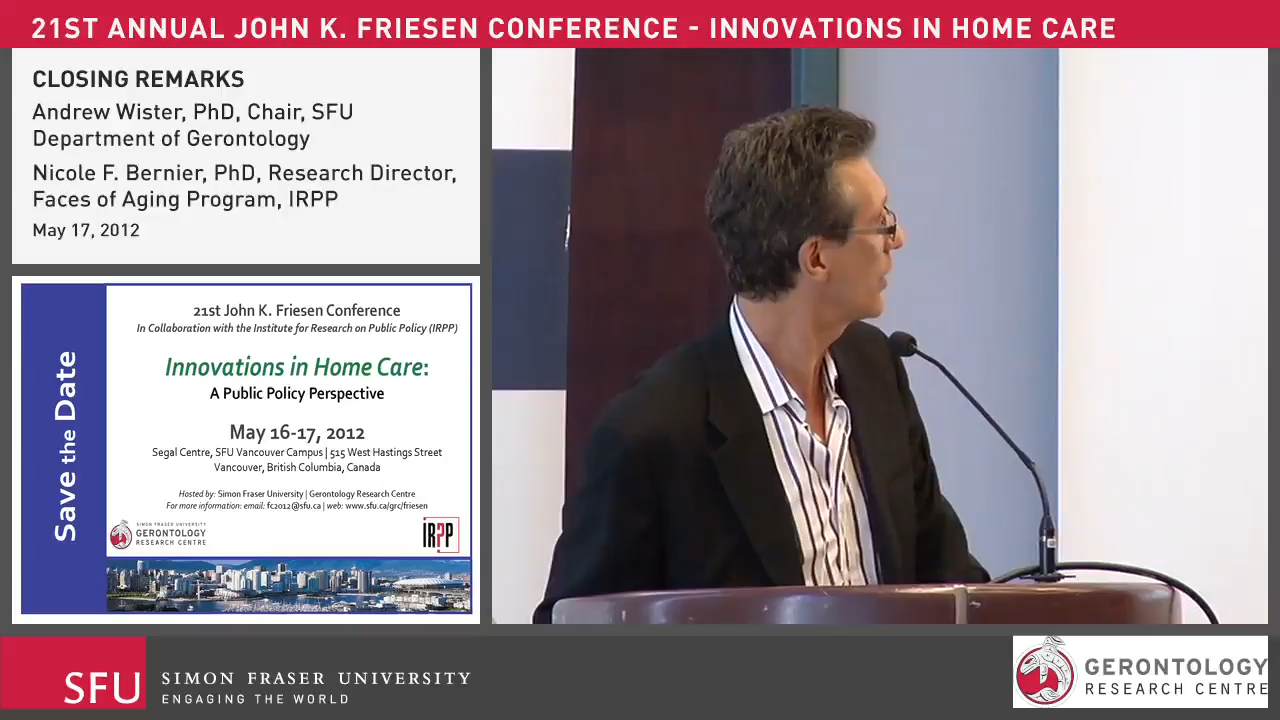 21ST ANNUAL JOHN K. FRIESEN CONFERENCE - INNOVATIONS IN HOME CARE
CLOSING REMARKS
Andrew Wister, PhD, Chair, SFU
Department of Gerontology
Nicole F. Bernier, PhD, Research Director,
Faces of Aging Program, IRPP
May 17, 2012
Save the Date
21st John K. Friesen Conference
In Collaboration with the Institute for Research on Public Policy (IRPP)
Innovations in Home Care:
A Public Policy Perspective
May 16-17, 2012
Segal Centre, SFU Vancouver Campus | 515 West Hastings Street
Vancouver, British Columbia, Canada
Hosted by: Simon Fraser University | Gerontology Research Centre
For more information: email: fc2012@sfu.ca | web: www.sfu.ca/grc/friesen
SIMON FRASER UNIVERSITY
GERONTOLOGY
RESEARCH CENTRE
IRPP
SFU
SIMON FRASER UNIVERSITY
ENGAGING THE WORLD
GERONTOLOGY
RESEARCH CENTRE